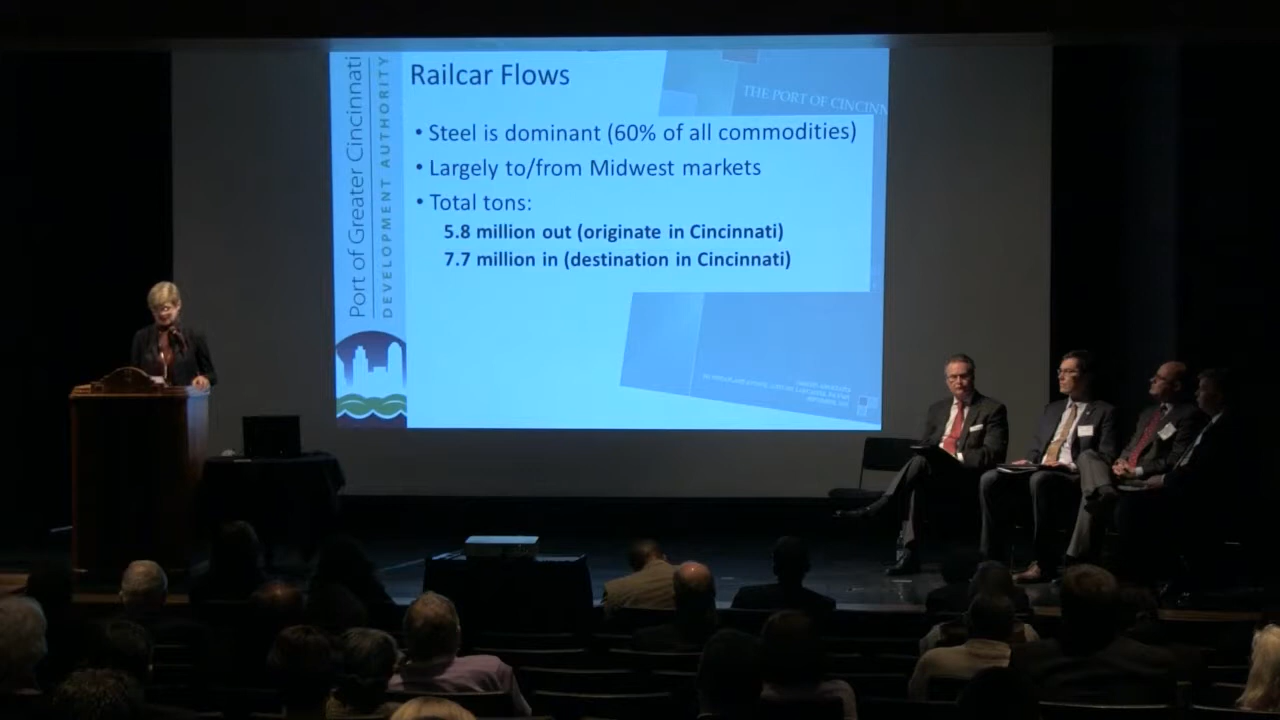 Port of Greater Cincinnati
DEVELOPMENT AUTHORITY
Railcar Flows
THE PORT OF CINCINN
• Steel is dominant (60% of all commodities)
• Largely to/from Midwest markets
• Total tons:
5.8 million out (originate in Cincinnati)
7.7 million in (destination in Cincinnati)